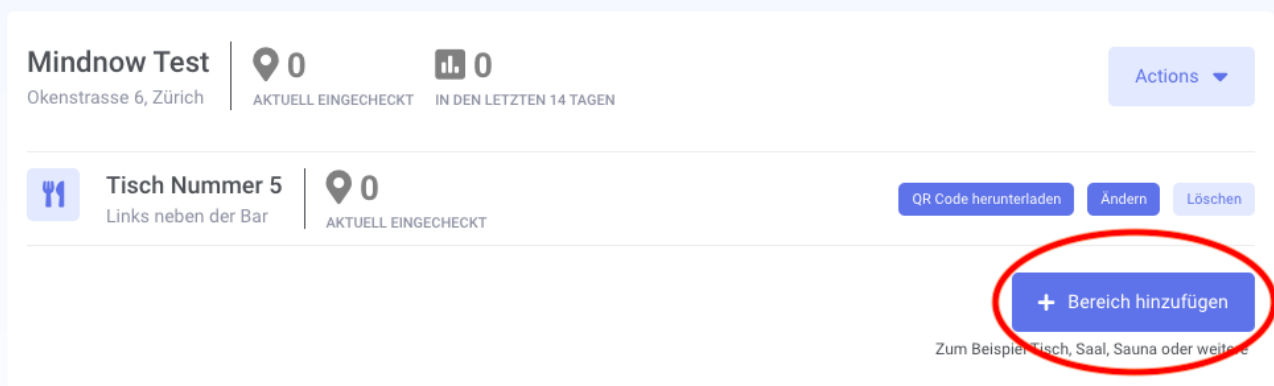 Mindnow Test
Okenstrasse 6, Zürich
0
AKTUELL EINGECHECKT
0
IN DEN LETZTEN 14 TAGEN
Actions
Tisch Nummer 5
Links neben der Bar
0
AKTUELL EINGECHECKT
QR Code herunterladen
Ändern
Löschen
+ Bereich hinzufügen
Zum Beispiel Tisch, Saal, Sauna oder weitere